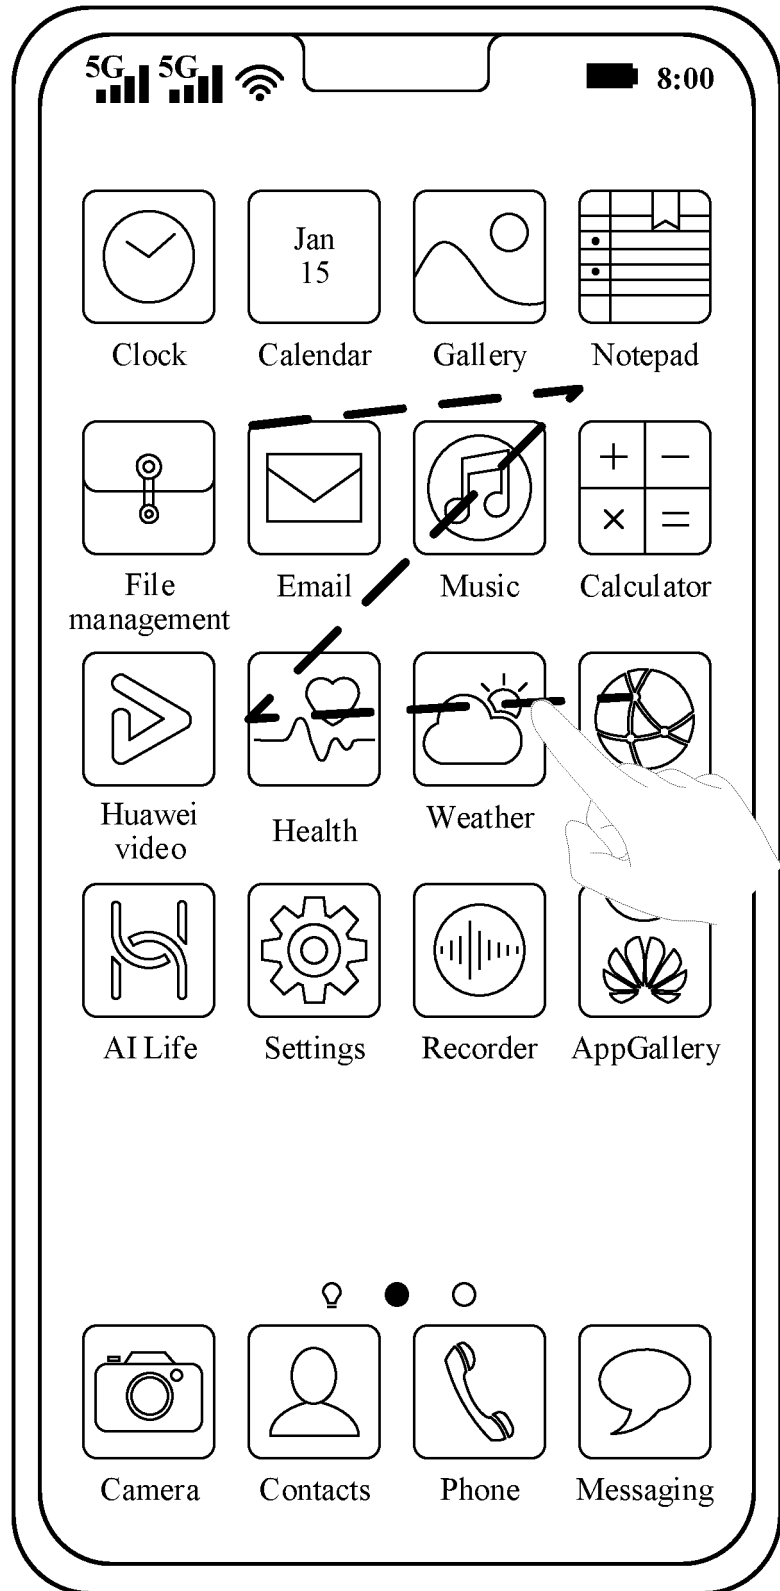 5G 5G 8:00
Jan
15
Clock Calendar Gallery Notepad
+ −
× =
File
management
Email Music Calculator
Huawei
video
Health Weather
AI Life Settings Recorder AppGallery
Camera Contacts Phone Messaging